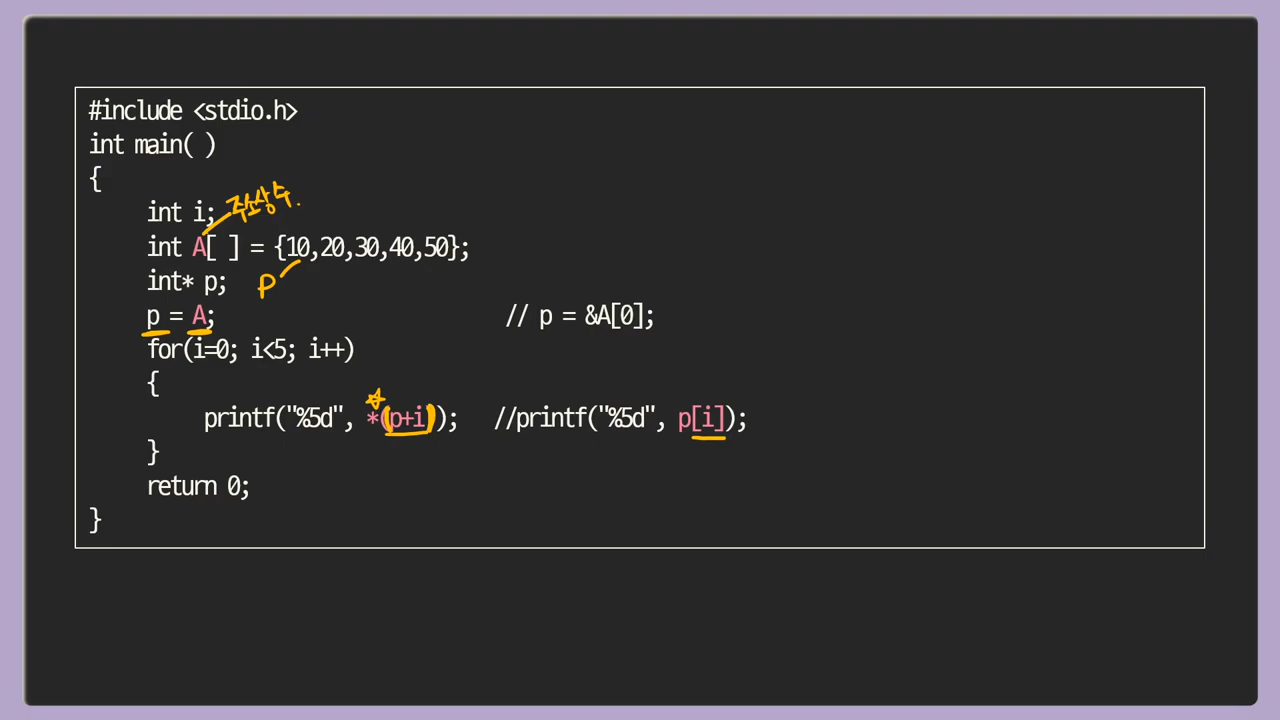 #include <stdio.h>
int main( )
{
int i; 주소상수.
int A[ ] = {10,20,30,40,50};
int* p; p
p = A; // p = &A[0];
for(i=0; i<5; i++)
{
printf("%5d", *(p+i)); //printf("%5d", p[i]);
}
return 0;
}